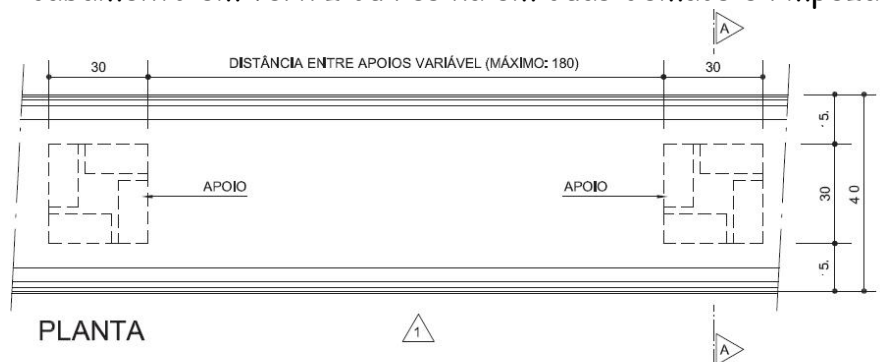 A
30 DISTÂNCIA ENTRE APOIOS VARIÁVEL (MÁXIMO: 180) 30
5
APOIO APOIO
30
40
5
PLANTA
1
A